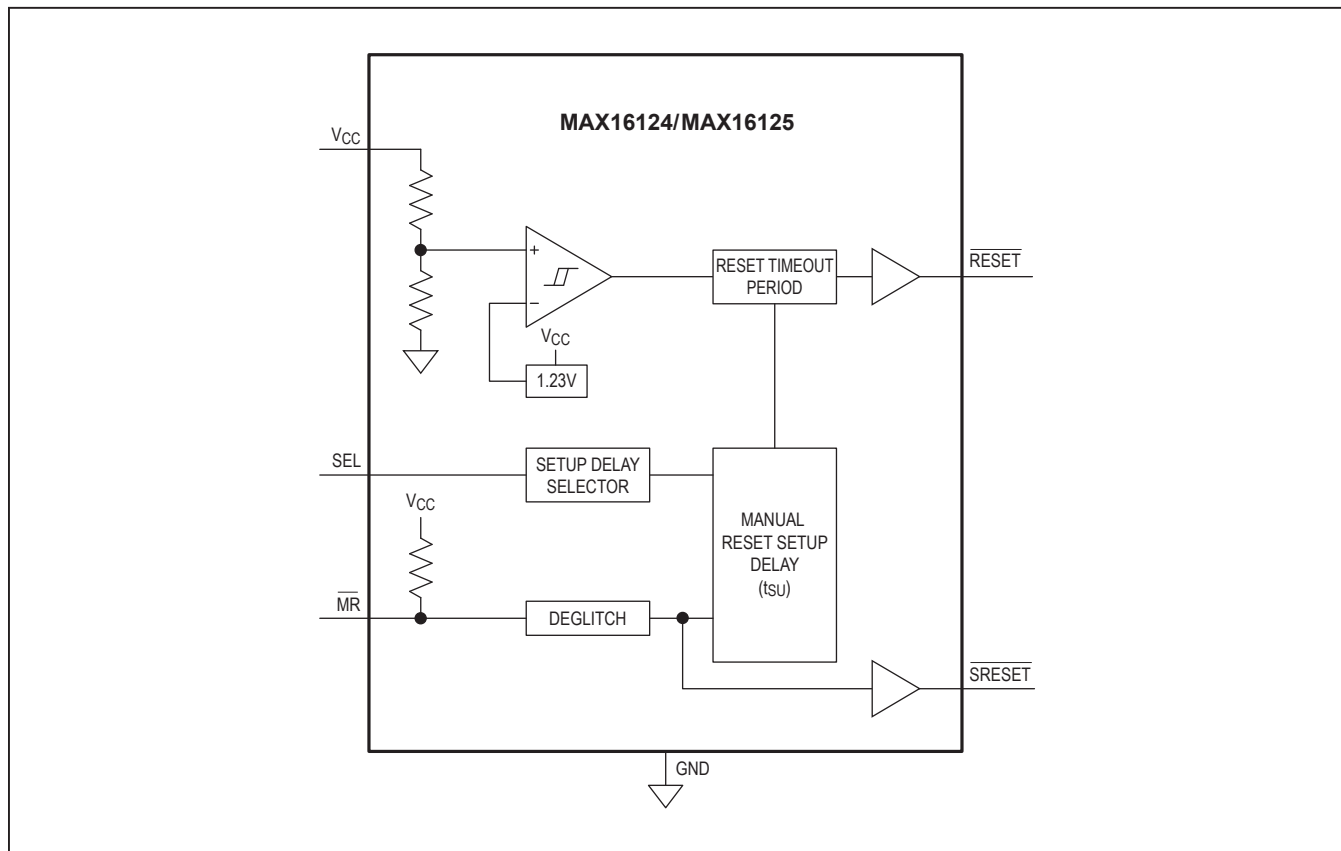 MAX16124/MAX16125
VCC
+
−
RESET TIMEOUT
PERIOD
RESET
VCC
1.23V
SEL
SETUP DELAY
SELECTOR
VCC
MANUAL
RESET SETUP
DELAY
(tSU)
MR
DEGLITCH
SRESET
GND